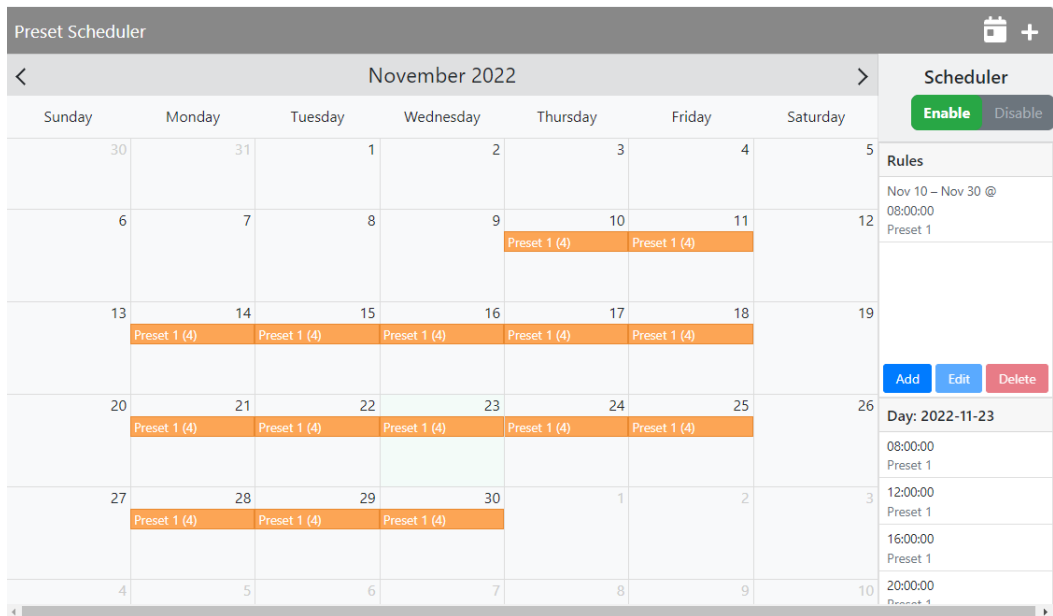 Preset Scheduler
November 2022
Sunday Monday Tuesday Wednesday Thursday Friday Saturday
30 31 1 2 3 4 5
6 7 8 9 10 11 12
Preset 1 (4) Preset 1 (4)
13 14 15 16 17 18 19
Preset 1 (4) Preset 1 (4) Preset 1 (4) Preset 1 (4) Preset 1 (4)
20 21 22 23 24 25 26
Preset 1 (4) Preset 1 (4) Preset 1 (4) Preset 1 (4) Preset 1 (4)
27 28 29 30 1 2 3
Preset 1 (4) Preset 1 (4) Preset 1 (4)
4 5 6 7 8 9 10
Scheduler
Enable Disable
Rules
Nov 10 – Nov 30 @
08:00:00
Preset 1
Add Edit Delete
Day: 2022-11-23
08:00:00
Preset 1
12:00:00
Preset 1
16:00:00
Preset 1
20:00:00
Preset 1